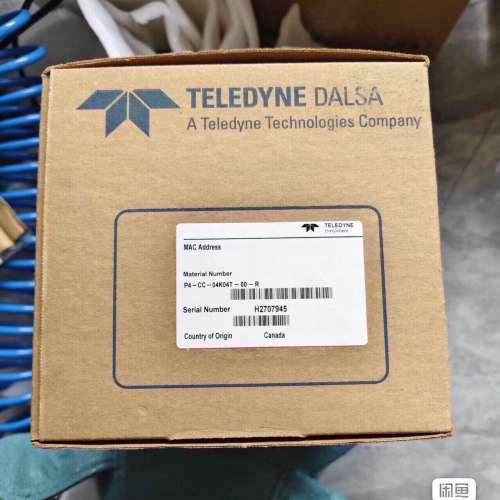 TELEDYNE DALSA
A Teledyne Technologies Company
TELEDYNE
Everywhereyoulook
MAC Address
Material Number
P4-CC-04K04T-00-R
Serial Number H2707945
Country of Origin Canada
闲鱼